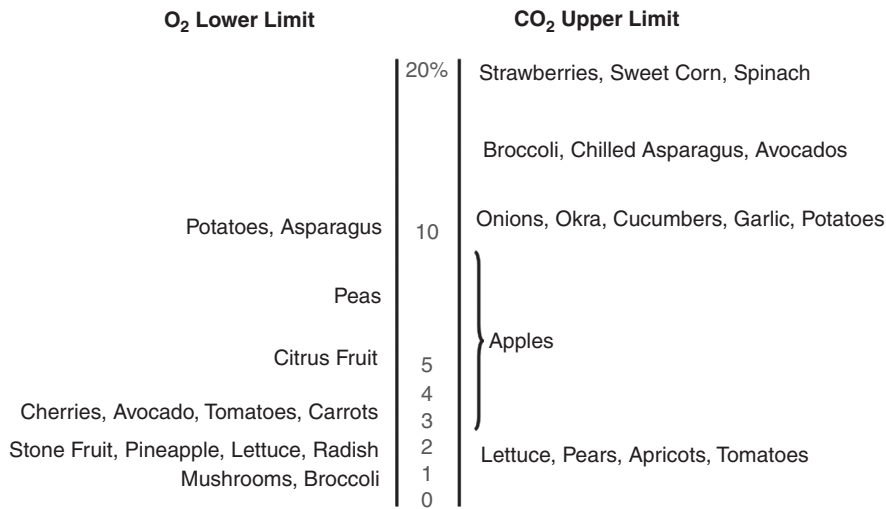 O₂ Lower Limit
CO₂ Upper Limit
20%
Strawberries, Sweet Corn, Spinach
Broccoli, Chilled Asparagus, Avocados
Potatoes, Asparagus
10
Onions, Okra, Cucumbers, Garlic, Potatoes
Peas
Apples
Citrus Fruit
5
4
Cherries, Avocado, Tomatoes, Carrots
3
Stone Fruit, Pineapple, Lettuce, Radish
2
Lettuce, Pears, Apricots, Tomatoes
Mushrooms, Broccoli
1
0